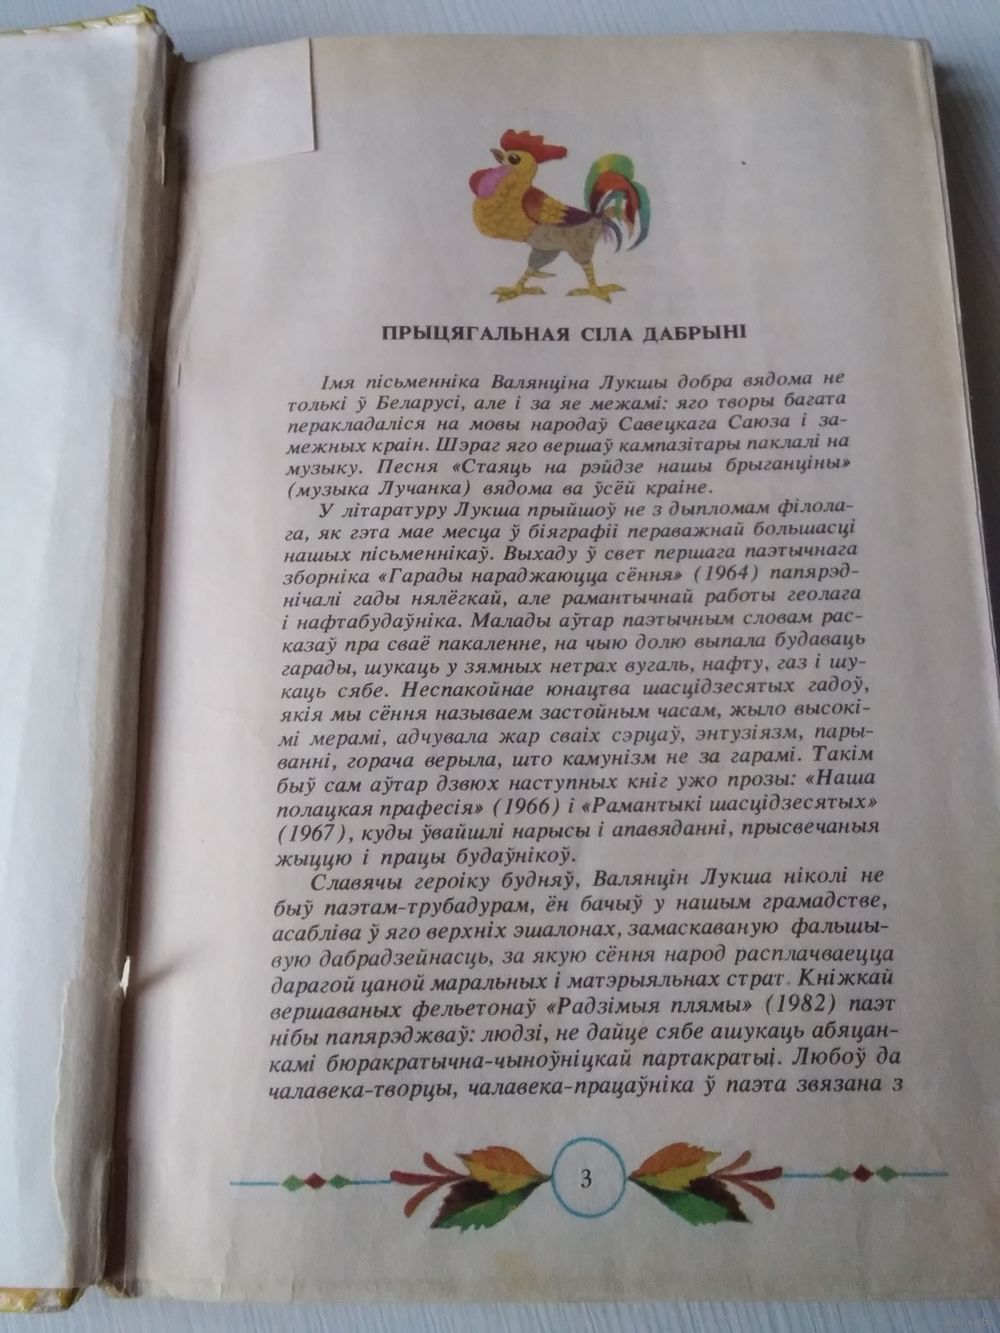 ПРЫЦЯГАЛЬНАЯ СІЛА ДАБРЫНІ
Імя пісьменніка Валянціна Лукшы добра вядома не
толькі ў Беларусі, але і за яе межамі: яго творы багата
перакладаліся на мовы народаў Савецкага Саюза і за-
межных краін. Шэраг яго вершаў кампазітары паклалі на
музыку. Песня «Стаяць на рэйдзе нашы брыганціны»
(музыка Лучанка) вядома ва ўсёй краіне.
У літаратуру Лукша прыйшоў не з дыпломам філола-
га, як гэта мае месца ў біяграфіі пераважнай большасці
нашых пісьменнікаў. Выхаду ў свет першага паэтычнага
зборніка «Гарады нараджаюцца сёння» (1964) папярэд-
нічалі гады нялёгкай, але рамантычнай работы геолага
і нафтабудаўніка. Малады аўтар паэтычным словам рас-
казаў пра сваё пакаленне, на чыю долю выпала будаваць
гарады, шукаць у зямных нетрах вугаль, нафту, газ і шу-
каць сябе. Неспакойнае юнацтва шасцідзесятых гадоў,
якія мы сёння называем застойным часам, жыло высокі-
мі мерамі, адчувала жар сваіх сэрцаў, энтузіязм, пары-
ванні, горача верыла, што камунізм не за гарамі. Такім
быў сам аўтар дзвюх наступных кніг ужо прозы: «Наша
полацкая прафесія» (1966) і «Рамантыкі шасцідзесятых»
(1967), куды ўвайшлі нарысы і апавяданні, прысвечаныя
жыццю і працы будаўнікоў.
Славячы героіку будняў, Валянцін Лукша ніколі не
быў паэтам-трубадурам, ён бачыў у нашым грамадстве,
асабліва ў яго верхніх эшалонах, замаскаваную фальшы-
вую дабрадзейнасць, за якую сёння народ расплачваецца
дарагой цаной маральных і матэрыяльнах страт. Кніжкай
вершаваных фельетонаў «Радзімыя плямы» (1982) паэт
нібы папярэджваў: людзі, не дайце сябе ашукаць абяцан-
камі бюракратычна-чыноўніцкай партакратыі. Любоў да
чалавека-творцы, чалавека-працаўніка ў паэта звязана з
3